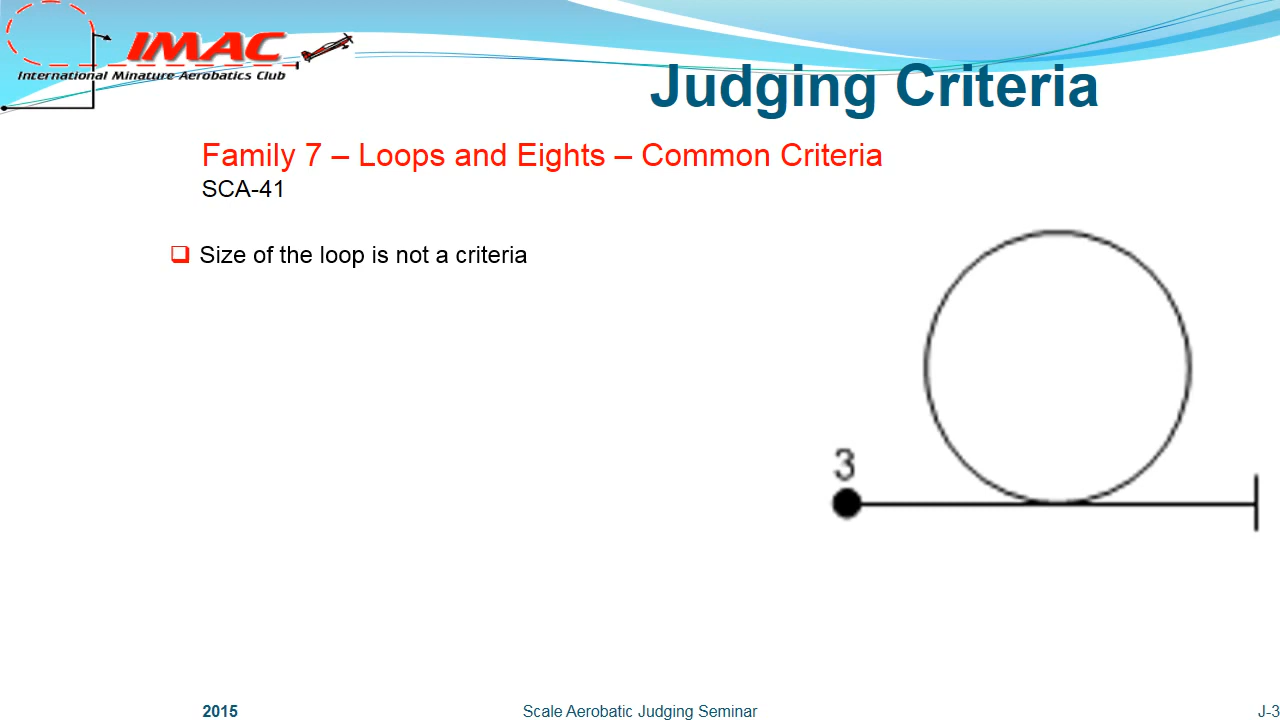 IMAC
International Minature Aerobatics Club
Judging Criteria
Family 7 – Loops and Eights – Common Criteria
SCA-41
Size of the loop is not a criteria
3
2015
Scale Aerobatic Judging Seminar
J-3